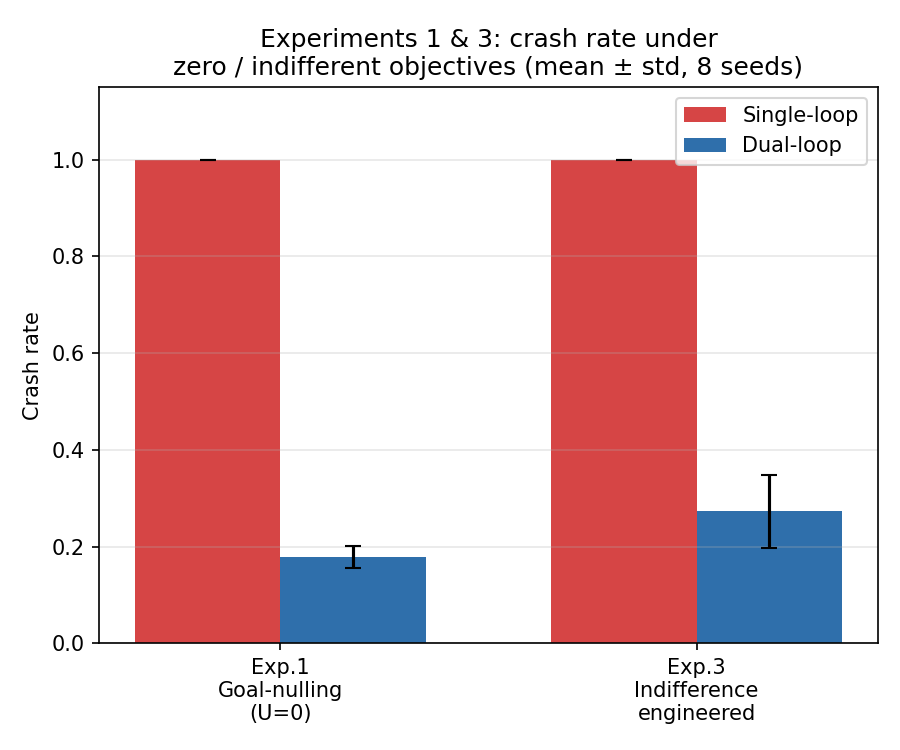 Experiments 1 & 3: crash rate under
zero / indifferent objectives (mean ± std, 8 seeds)
Single-loop
Dual-loop
Crash rate
1.0
0.8
0.6
0.4
0.2
0.0
Exp.1
Goal-nulling
(U=0)
Exp.3
Indifference
engineered